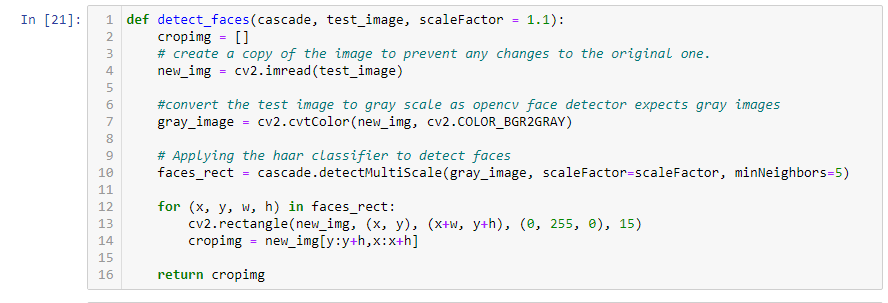 In [21]:
1 def detect_faces(cascade, test_image, scaleFactor = 1.1):
2     cropimg = []
3     # create a copy of the image to prevent any changes to the original one.
4     new_img = cv2.imread(test_image)
5
6     #convert the test image to gray scale as opencv face detector expects gray images
7     gray_image = cv2.cvtColor(new_img, cv2.COLOR_BGR2GRAY)
8
9     # Applying the haar classifier to detect faces
10     faces_rect = cascade.detectMultiScale(gray_image, scaleFactor=scaleFactor, minNeighbors=5)
11
12     for (x, y, w, h) in faces_rect:
13         cv2.rectangle(new_img, (x, y), (x+w, y+h), (0, 255, 0), 15)
14         cropimg = new_img[y:y+h,x:x+h]
15
16     return cropimg